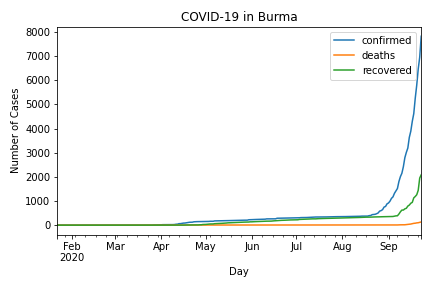 COVID-19 in Burma
confirmed
deaths
recovered
Number of Cases
8000
7000
6000
5000
4000
3000
2000
1000
0
Feb Mar Apr May Jun Jul Aug Sep
2020
Day